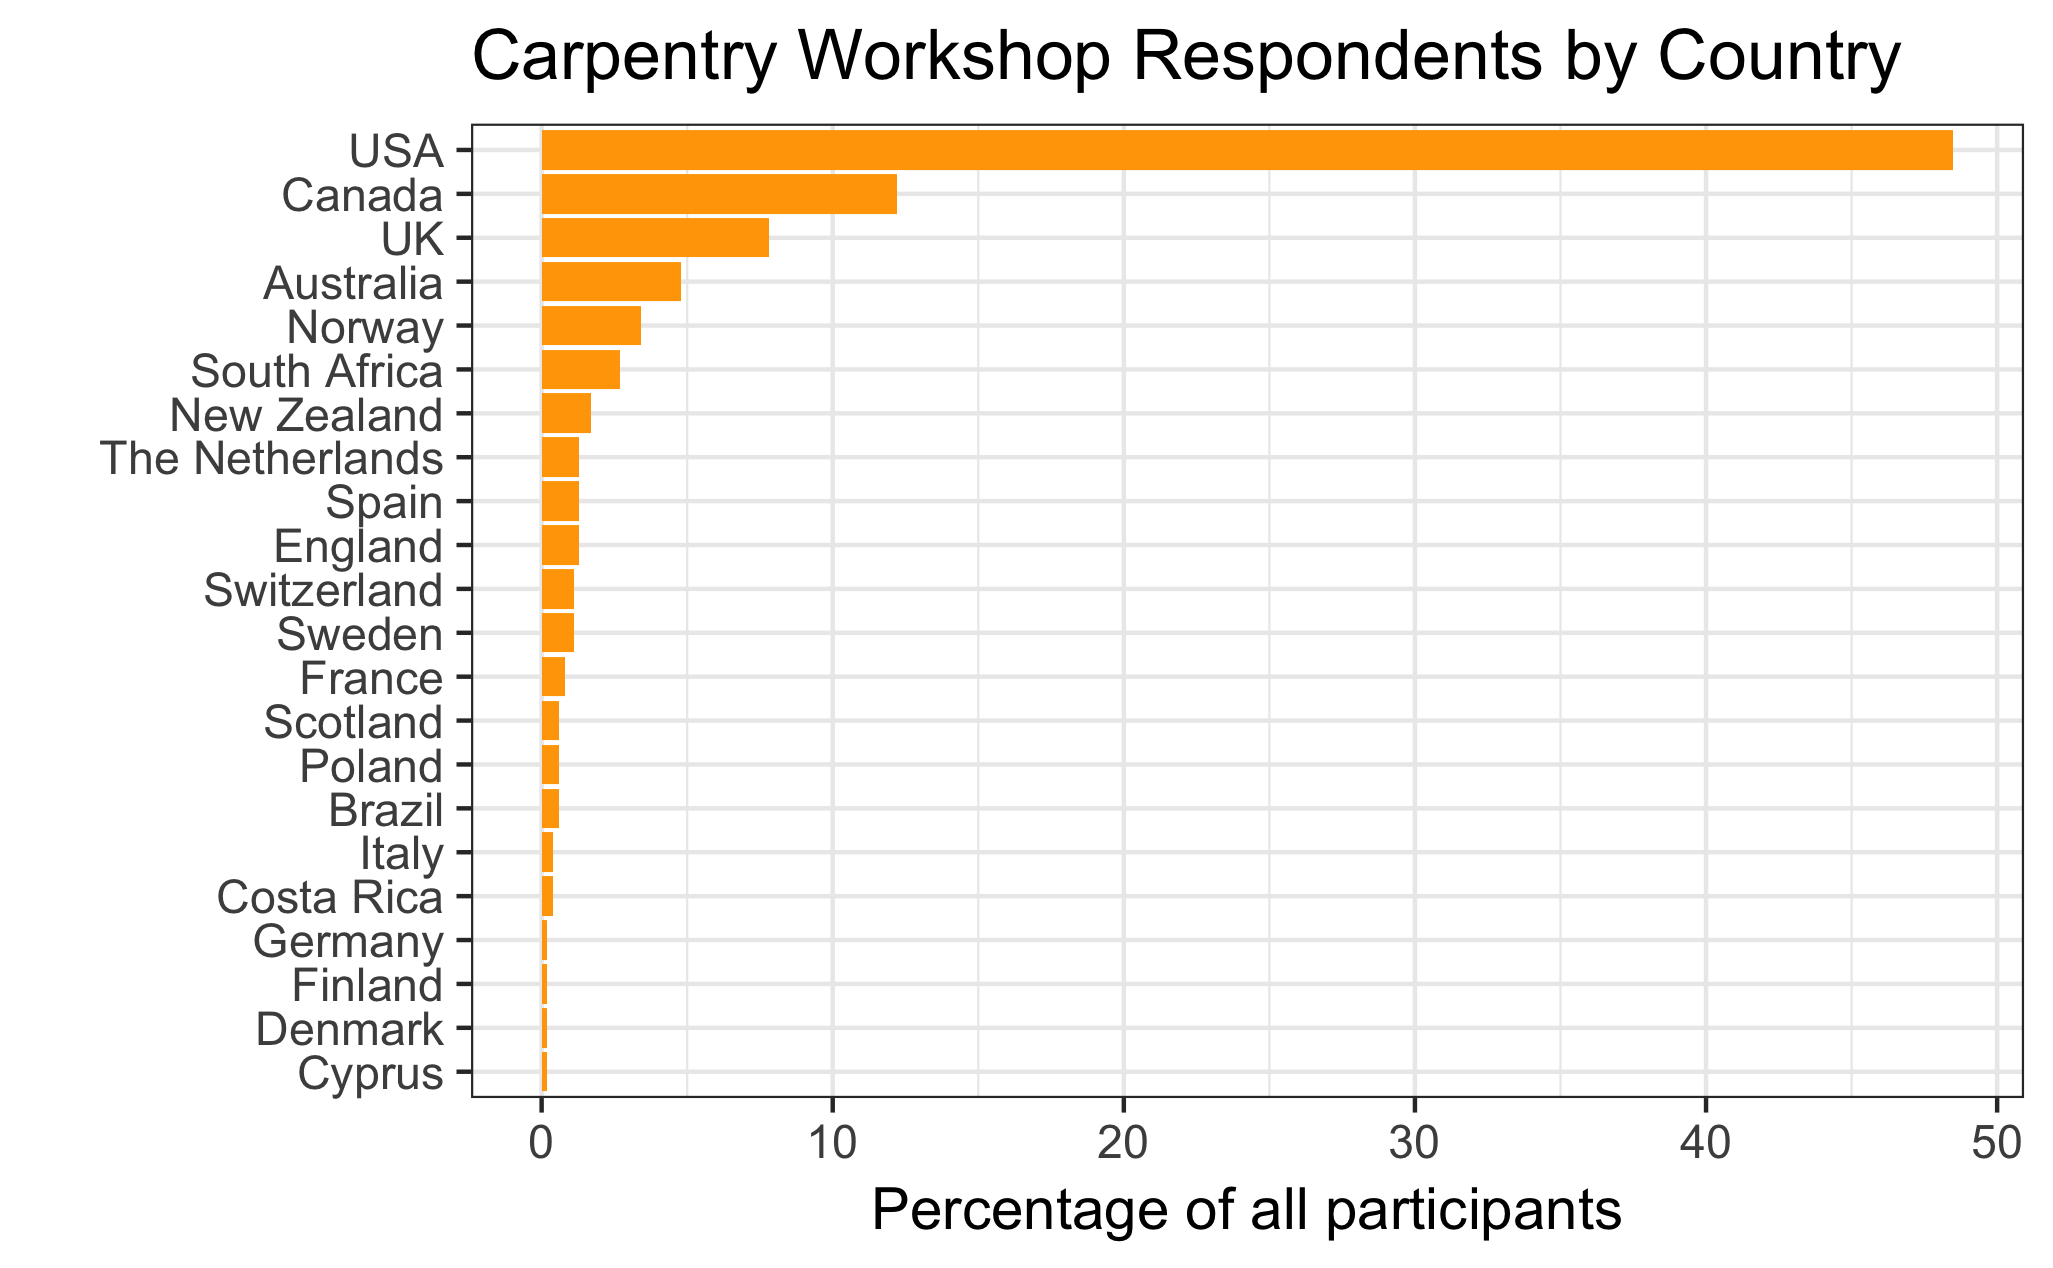 Carpentry Workshop Respondents by Country
USA
Canada
UK
Australia
Norway
South Africa
New Zealand
The Netherlands
Spain
England
Switzerland
Sweden
France
Scotland
Poland
Brazil
Italy
Costa Rica
Germany
Finland
Denmark
Cyprus
0 10 20 30 40 50
Percentage of all participants